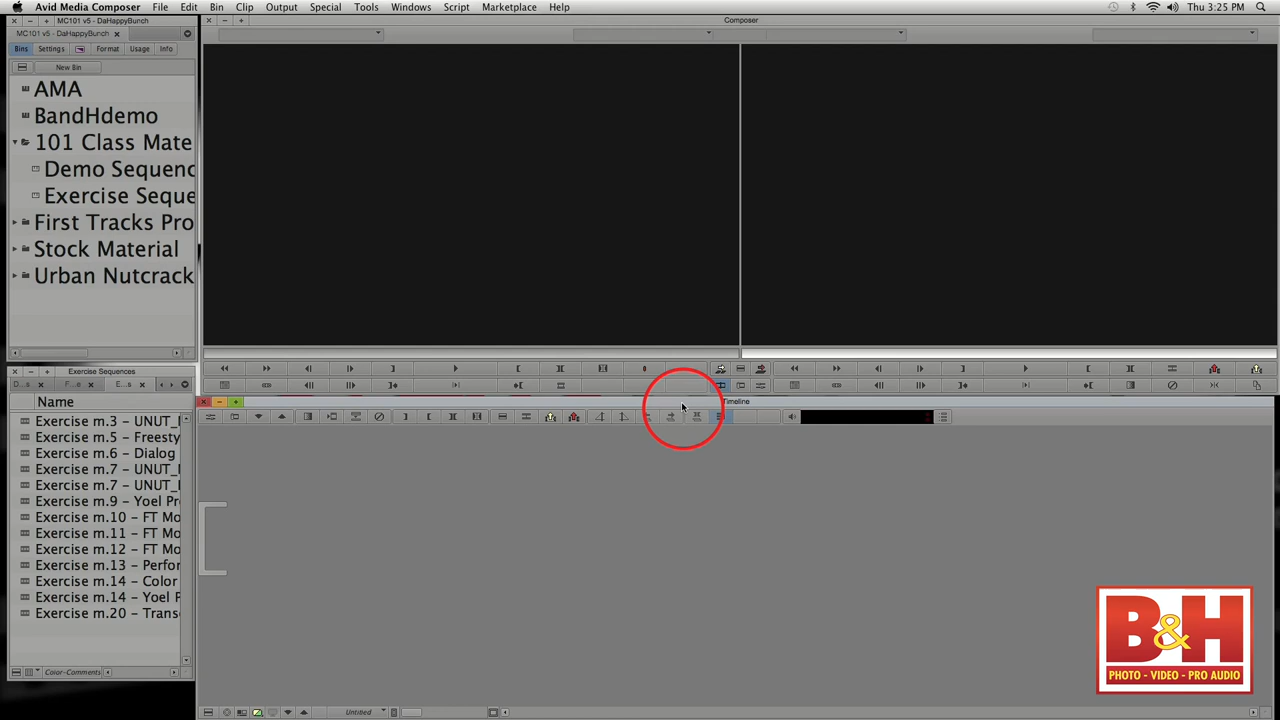 Avid Media Composer File Edit Bin Clip Output Special Tools Windows Script Marketplace Help Thu 3:25 PM
MC101 v5 - DaHappyBunch
Composer
MC101 v5 - DaHappyBunch
Bins Settings Format Usage Info
New Bin
AMA
BandHdemo
101 Class Mate
Demo Sequenc
Exercise Seque
First Tracks Pro
Stock Material
Urban Nutcrack
Exercise Sequences
D...s F...e E...s
Name
Exercise m.3 – UNUT_
Exercise m.5 – Freesty
Exercise m.6 – Dialog
Exercise m.7 – UNUT_
Exercise m.7 – UNUT_
Exercise m.9 – Yoel Pr
Exercise m.10 – FT Mo
Exercise m.11 – FT Mo
Exercise m.12 – FT Mo
Exercise m.13 – Perfor
Exercise m.14 – Color
Exercise m.14 – Yoel P
Exercise m.20 – Trans
Color-Comments
Timeline
Untitled
B&H
PHOTO - VIDEO - PRO AUDIO